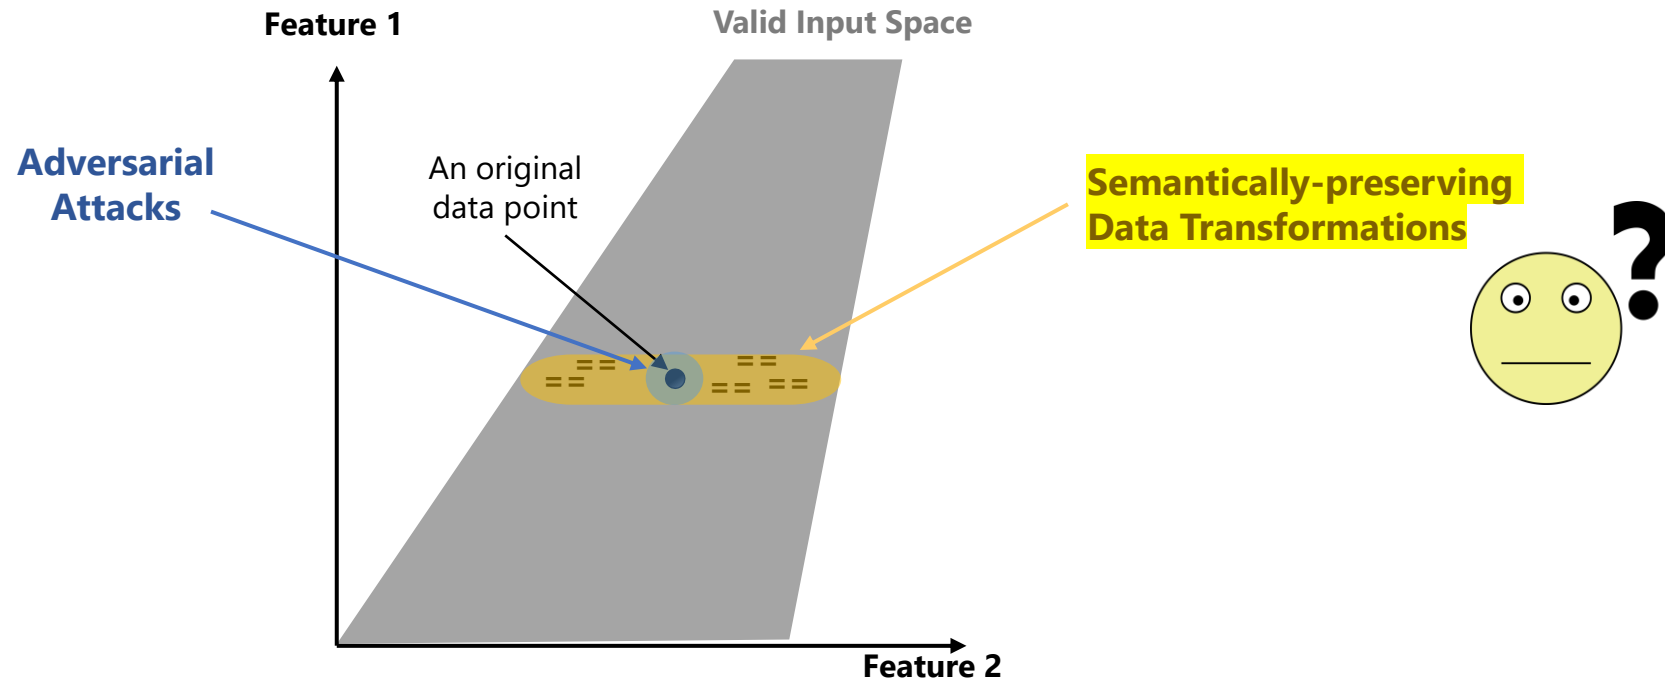 Feature 1
Valid Input Space
Adversarial
Attacks
An original
data point
Semantically-preserving
Data Transformations
?
==
==
==
==
==
Feature 2